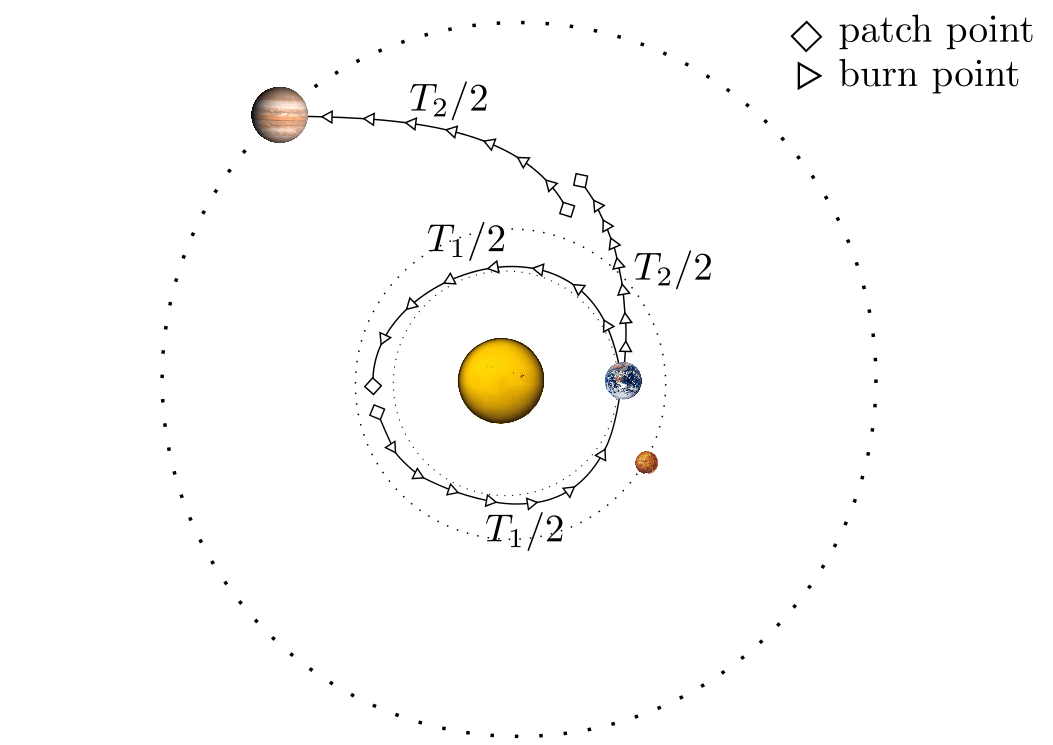 patch point
burn point
T₂/2
T₁/2
T₂/2
T₁/2